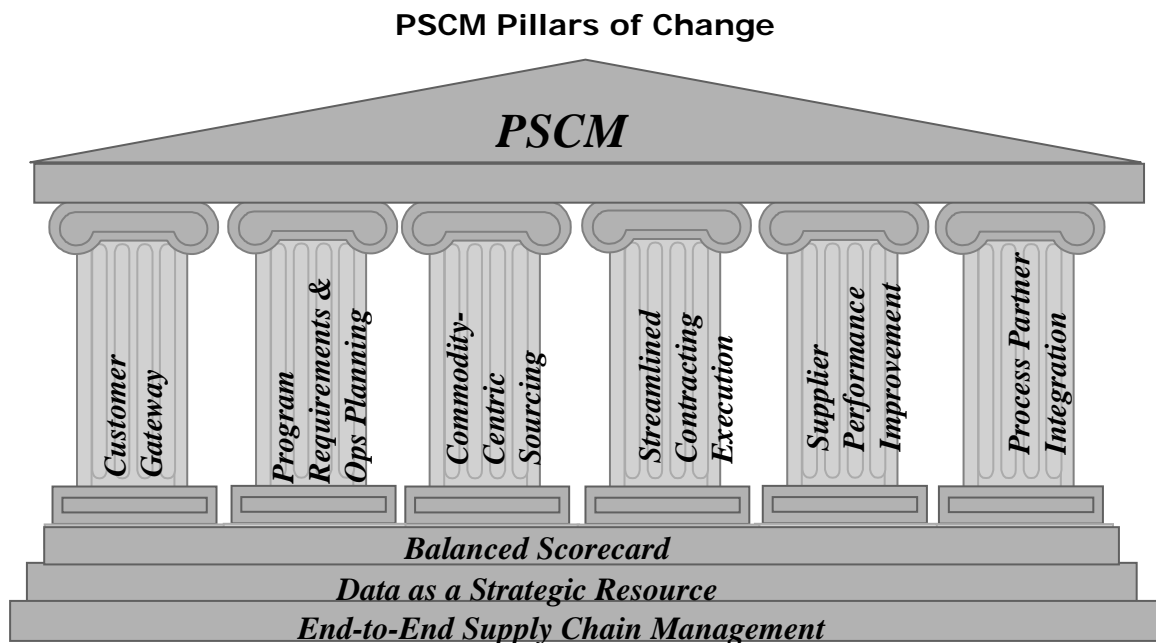 PSCM Pillars of Change
PSCM
Customer
Gateway
Program
Requirements &
Ops Planning
Commodity-
Centric
Sourcing
Streamlined
Contracting
Execution
Supplier
Performance
Improvement
Process Partner
Integration
Balanced Scorecard
Data as a Strategic Resource
End-to-End Supply Chain Management